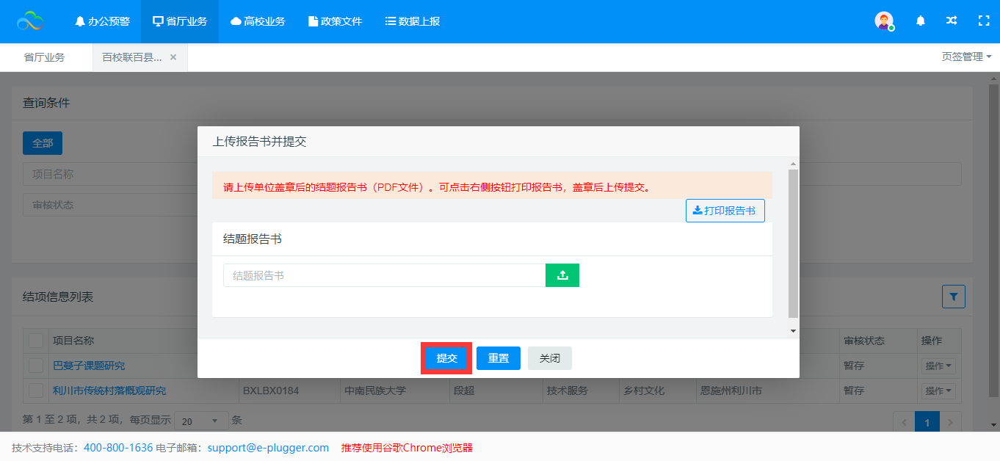 办公预警 省厅业务 高校业务 政策文件 数据上报
省厅业务 百校联百县... × 页签管理
查询条件
全部
项目名称
审核状态
上传报告书并提交
请上传单位盖章后的结题报告书（PDF文件）。可点击右侧按钮打印报告书，盖章后上传提交。
打印报告书
结题报告书
结题报告书
提交 重置 关闭
结项信息列表
项目名称 审核状态 操作
巴蔓子课题研究 暂存 操作
利川市传统村落概观研究 BXLBX0184 中南民族大学 段超 技术服务 乡村文化 恩施州利川市 暂存 操作
第 1 至 2 项，共 2 项，每页显示 20 条 1
技术支持电话：400-800-1636 电子邮箱：support@e-plugger.com 推荐使用谷歌Chrome浏览器